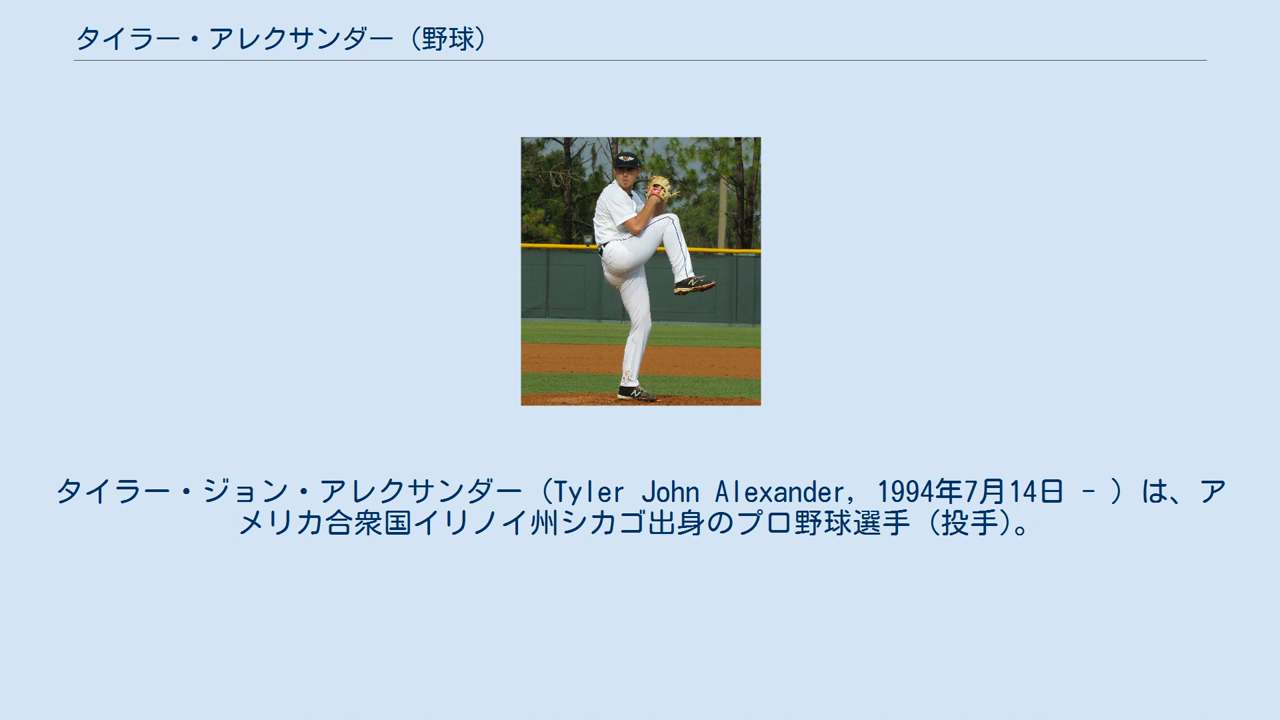 タイラー・アレクサンダー（野球）
タイラー・ジョン・アレクサンダー（Tyler John Alexander, 1994年7月14日 - ）は、ア
メリカ合衆国イリノイ州シカゴ出身のプロ野球選手（投手）。